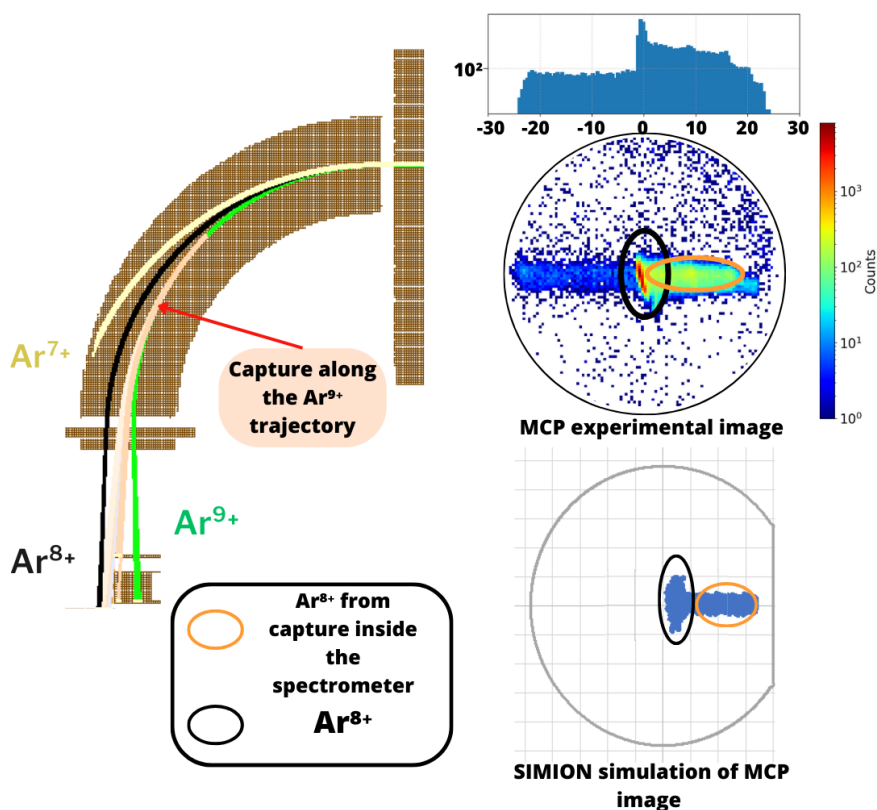 10²
-30 -20 -10 0 10 20 30
10³
10²
10¹
10⁰
Counts
MCP experimental image
Ar⁷⁺
Capture along
the Ar⁹⁺
trajectory
Ar⁹⁺
Ar⁸⁺
Ar⁸⁺ from
capture inside
the
spectrometer
Ar⁸⁺
SIMION simulation of MCP
image